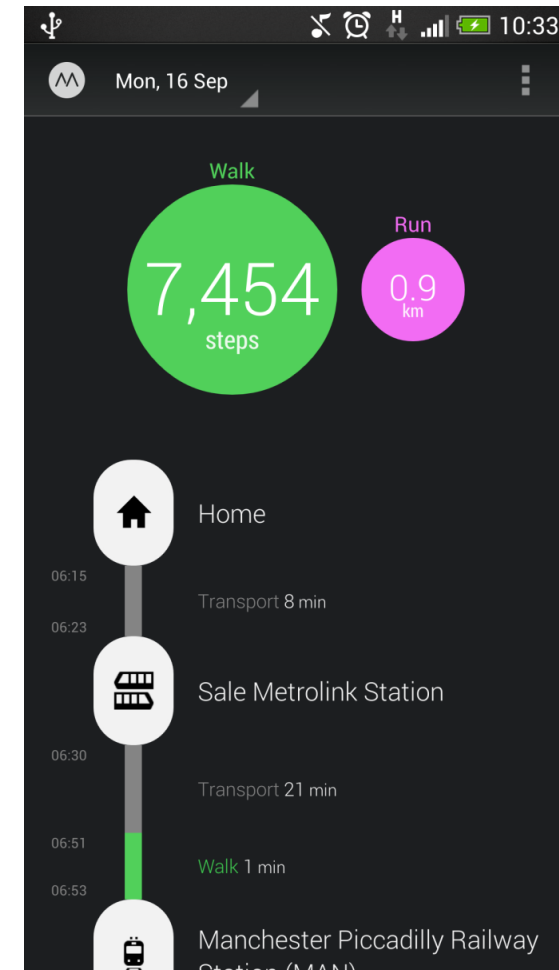 H 10:33
Mon, 16 Sep
Walk
7,454
steps
Run
0.9
km
Home
06:15
Transport 8 min
06:23
Sale Metrolink Station
06:30
Transport 21 min
06:51
Walk 1 min
06:53
Manchester Piccadilly Railway
Station (MAN)